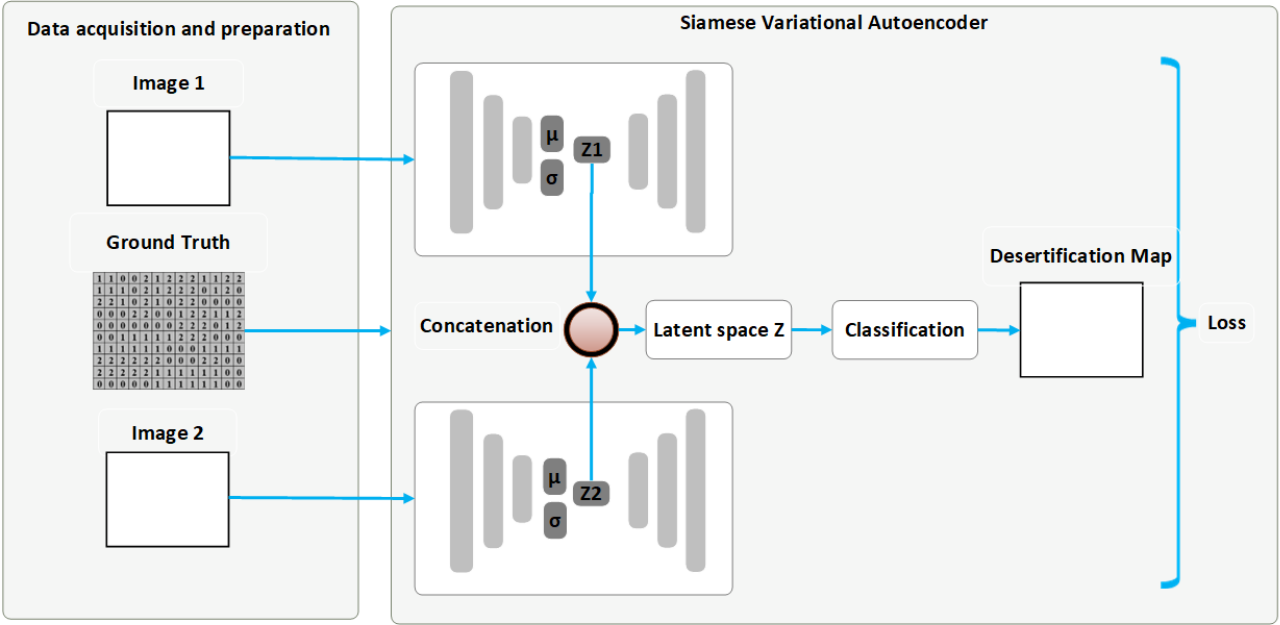 Data acquisition and preparation
Siamese Variational Autoencoder
Image 1
μ
Z1
σ
Ground Truth
1 1 0 0 2 1 2 2 2 1 1 2 2
1 1 1 0 2 1 2 2 2 0 1 2 0
2 2 1 0 2 1 0 2 2 0 0 0 0
0 0 0 2 2 0 0 1 2 2 1 1 2
0 0 0 0 0 0 0 2 2 2 0 1 2
0 0 1 1 1 1 1 2 2 2 0 0 0
1 1 1 1 1 1 0 0 0 1 1 1 1
2 2 2 2 2 2 0 0 0 2 2 0 0
2 2 2 2 2 1 1 1 1 1 1 0 0 0
0 0 0 0 0 1 1 1 1 1 1 0 0
Desertification Map
Concatenation
Latent space Z
Classification
Loss
Image 2
μ
Z2
σ